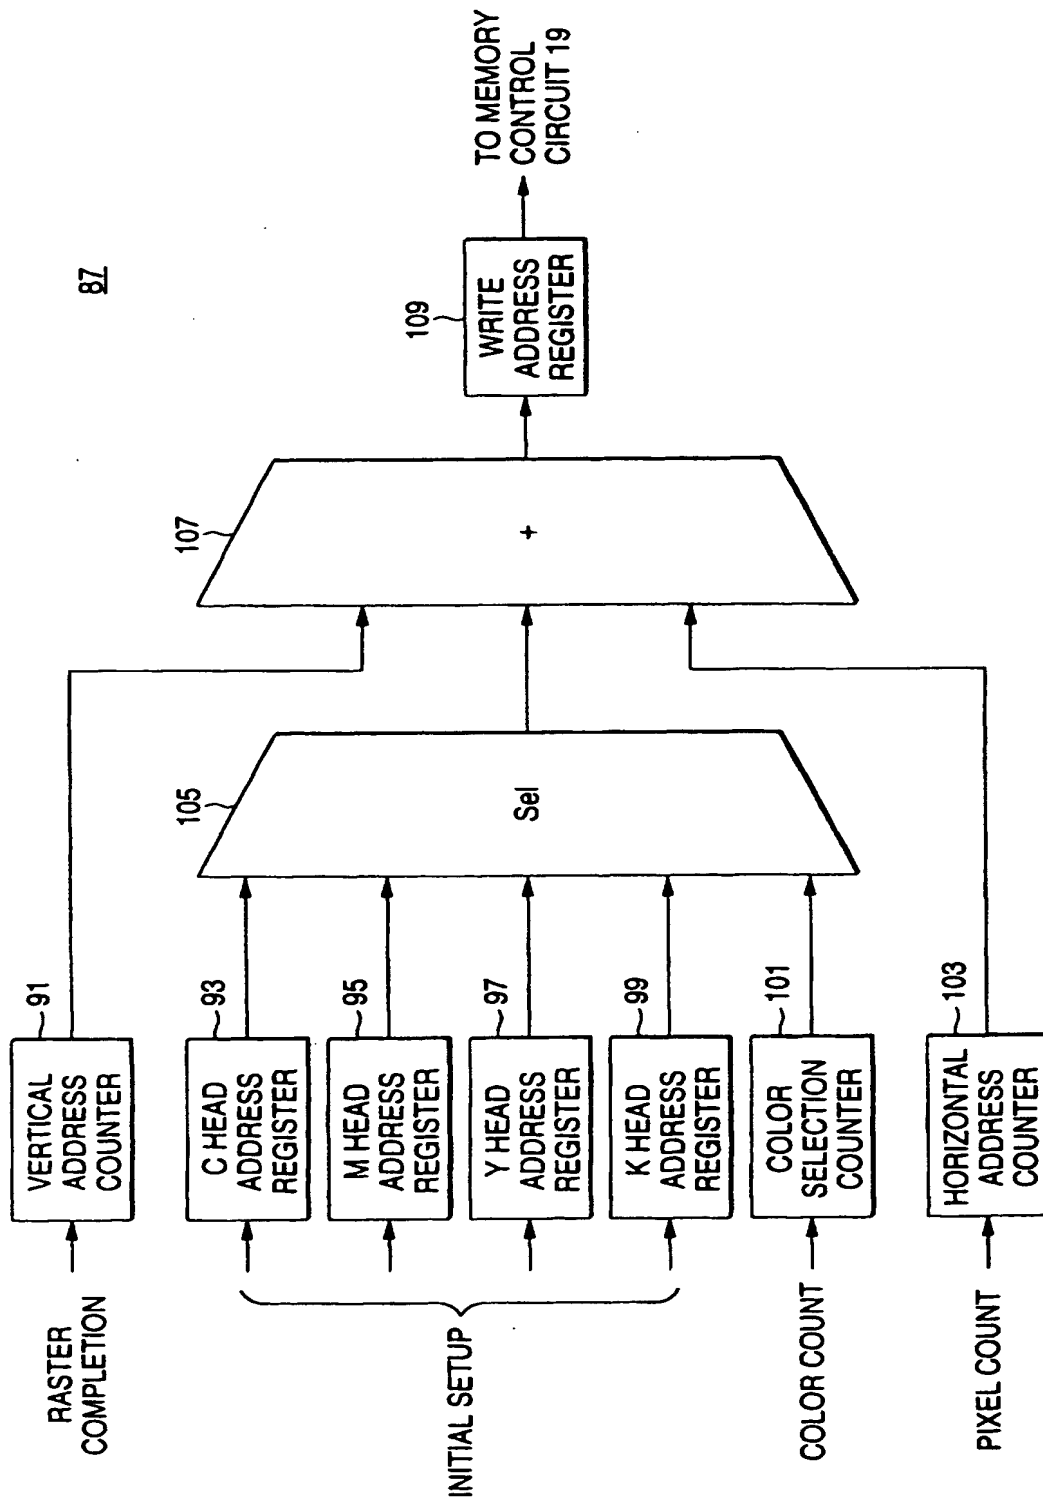 87
RASTER
COMPLETION
VERTICAL
ADDRESS
COUNTER
91
INITIAL SETUP
C HEAD
ADDRESS
REGISTER
93
M HEAD
ADDRESS
REGISTER
95
Y HEAD
ADDRESS
REGISTER
97
K HEAD
ADDRESS
REGISTER
99
COLOR COUNT
COLOR
SELECTION
COUNTER
101
PIXEL COUNT
HORIZONTAL
ADDRESS
COUNTER
103
105
Sel
107
+
109
WRITE
ADDRESS
REGISTER
TO MEMORY
CONTROL
CIRCUIT 19